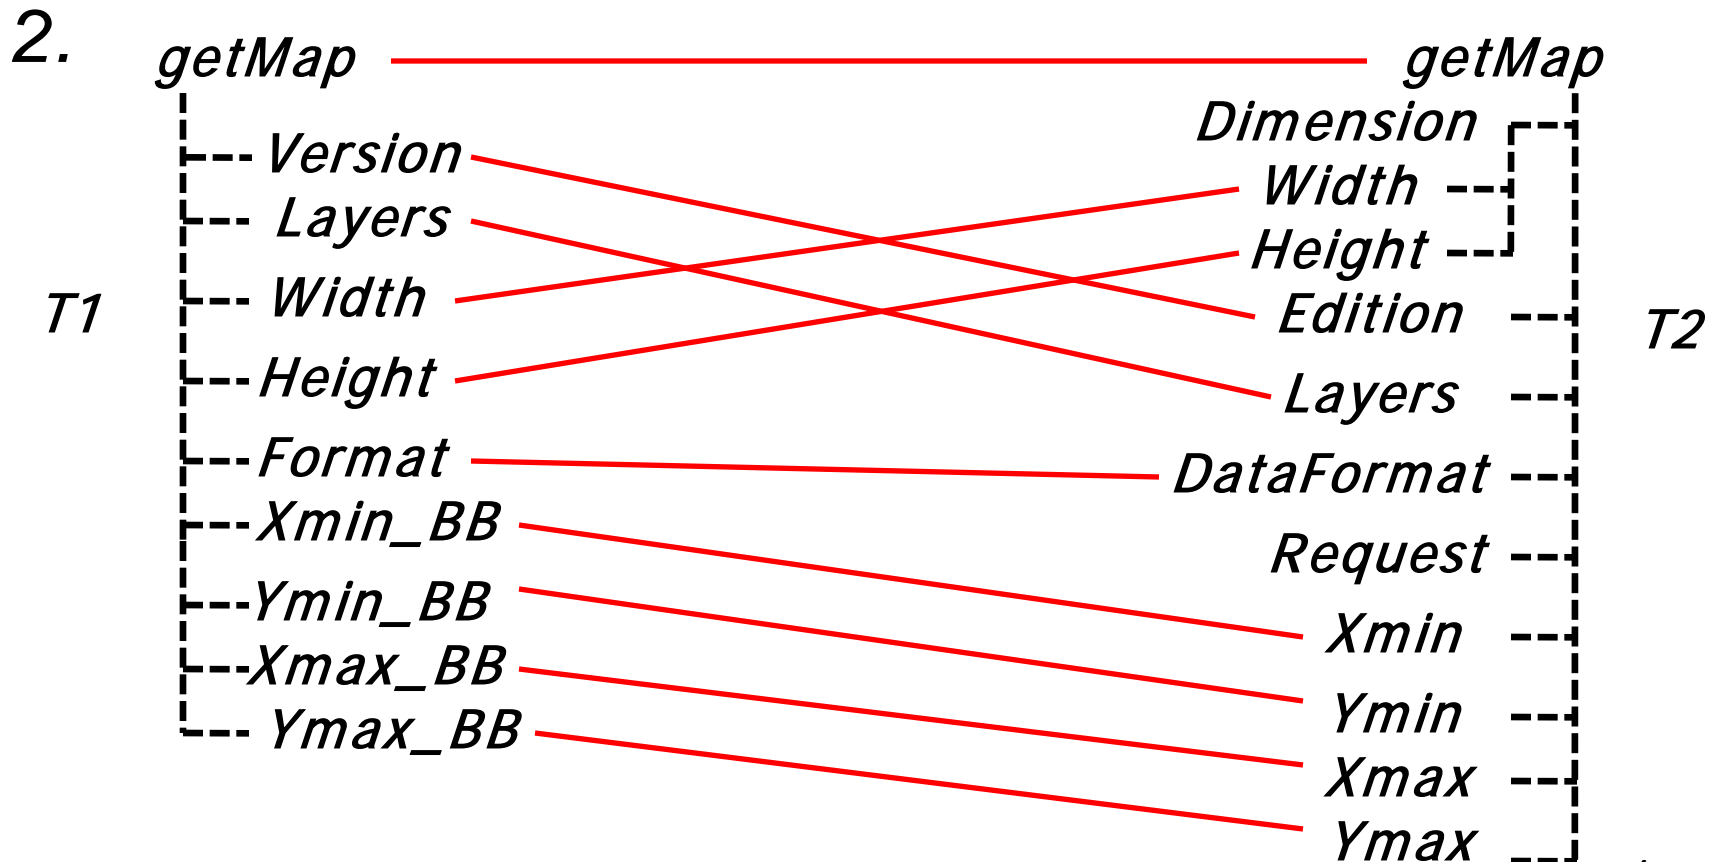 2.
getMap getMap
Dimension
Version
Width
Layers
Height
Width
T1
Edition
T2
Height
Layers
Format
DataFormat
Xmin_BB
Request
Ymin_BB
Xmin
Xmax_BB
Ymin
Ymax_BB
Xmax
Ymax